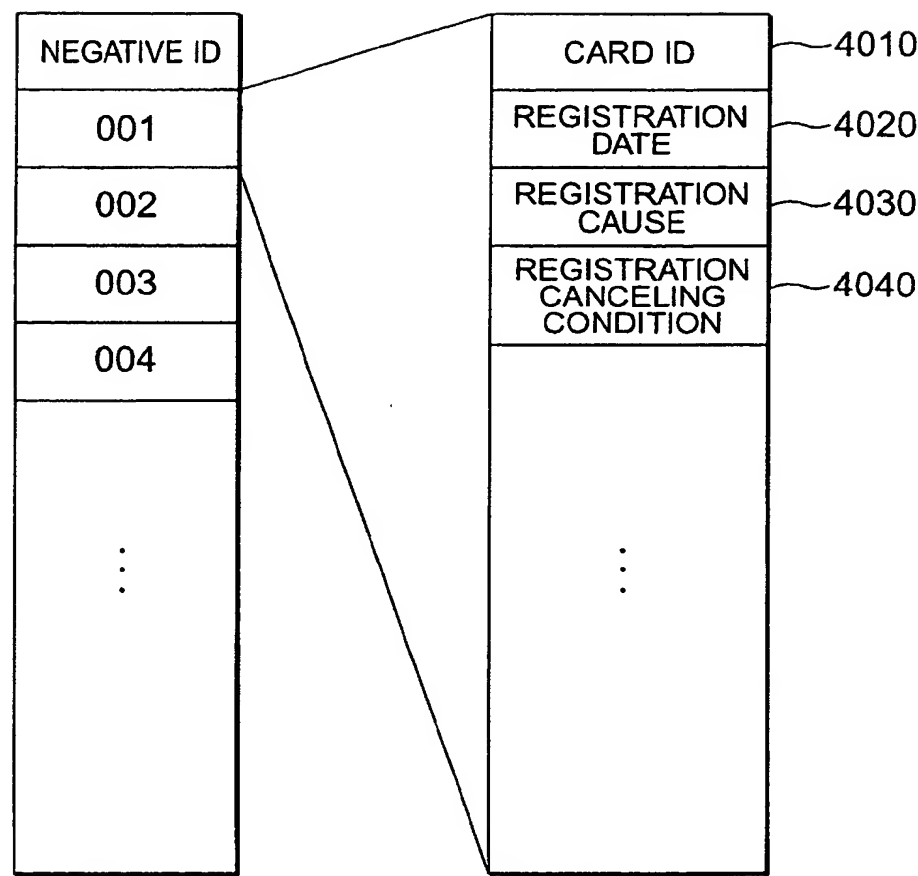 NEGATIVE ID
001
002
003
004
CARD ID
4010
REGISTRATION
DATE
4020
REGISTRATION
CAUSE
4030
REGISTRATION
CANCELING
CONDITION
4040